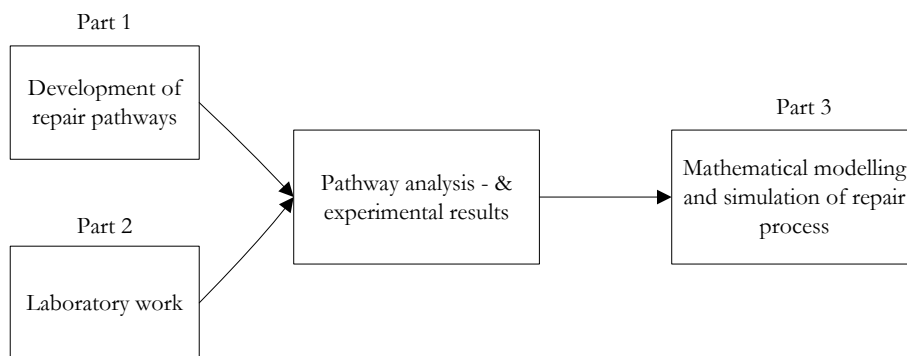 Part 1
Development of
repair pathways
Part 2
Laboratory work
Pathway analysis - &
experimental results
Part 3
Mathematical modelling
and simulation of repair
process